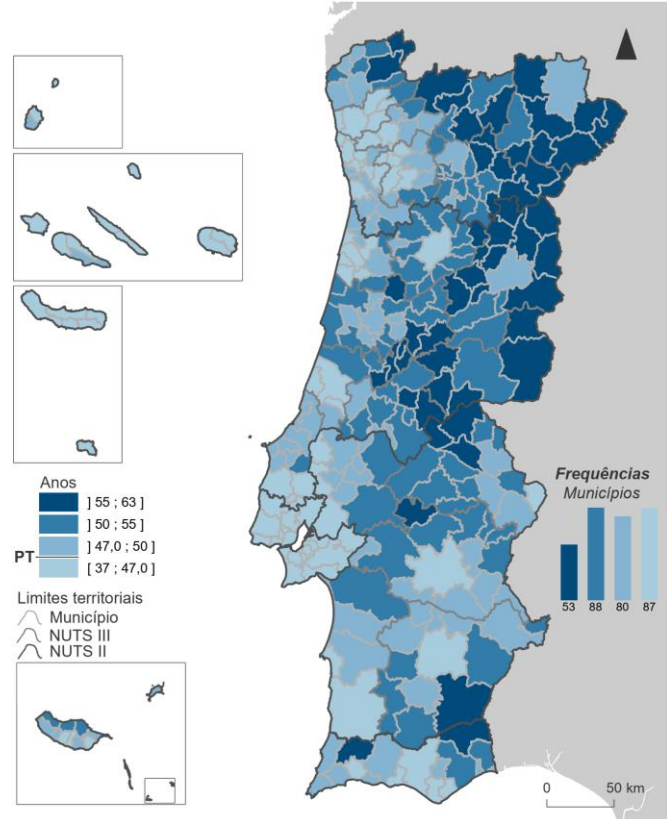 Anos
] 55 ; 63 ]
] 50 ; 55 ]
] 47,0 ; 50 ]
PT
[ 37 ; 47,0 ]
Limites territoriais
Município
NUTS III
NUTS II
Frequências
Municípios
53 88 80 87
0 50 km